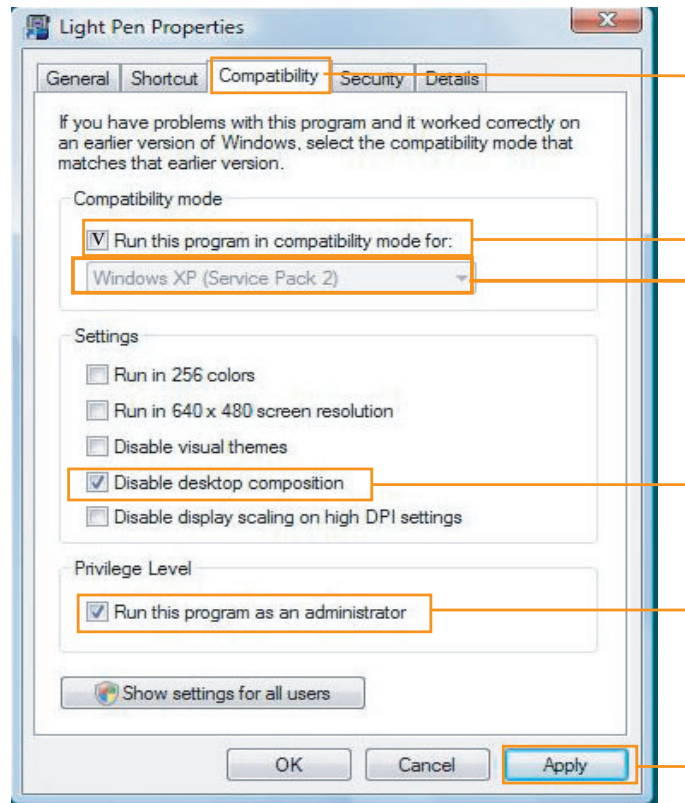 Light Pen Properties
General Shortcut Compatibility Security Details
If you have problems with this program and it worked correctly on
an earlier version of Windows, select the compatibility mode that
matches that earlier version.
Compatibility mode
V Run this program in compatibility mode for:
Windows XP (Service Pack 2)
Settings
Run in 256 colors
Run in 640 x 480 screen resolution
Disable visual themes
Disable desktop composition
Disable display scaling on high DPI settings
Privilege Level
Run this program as an administrator
Show settings for all users
OK Cancel Apply